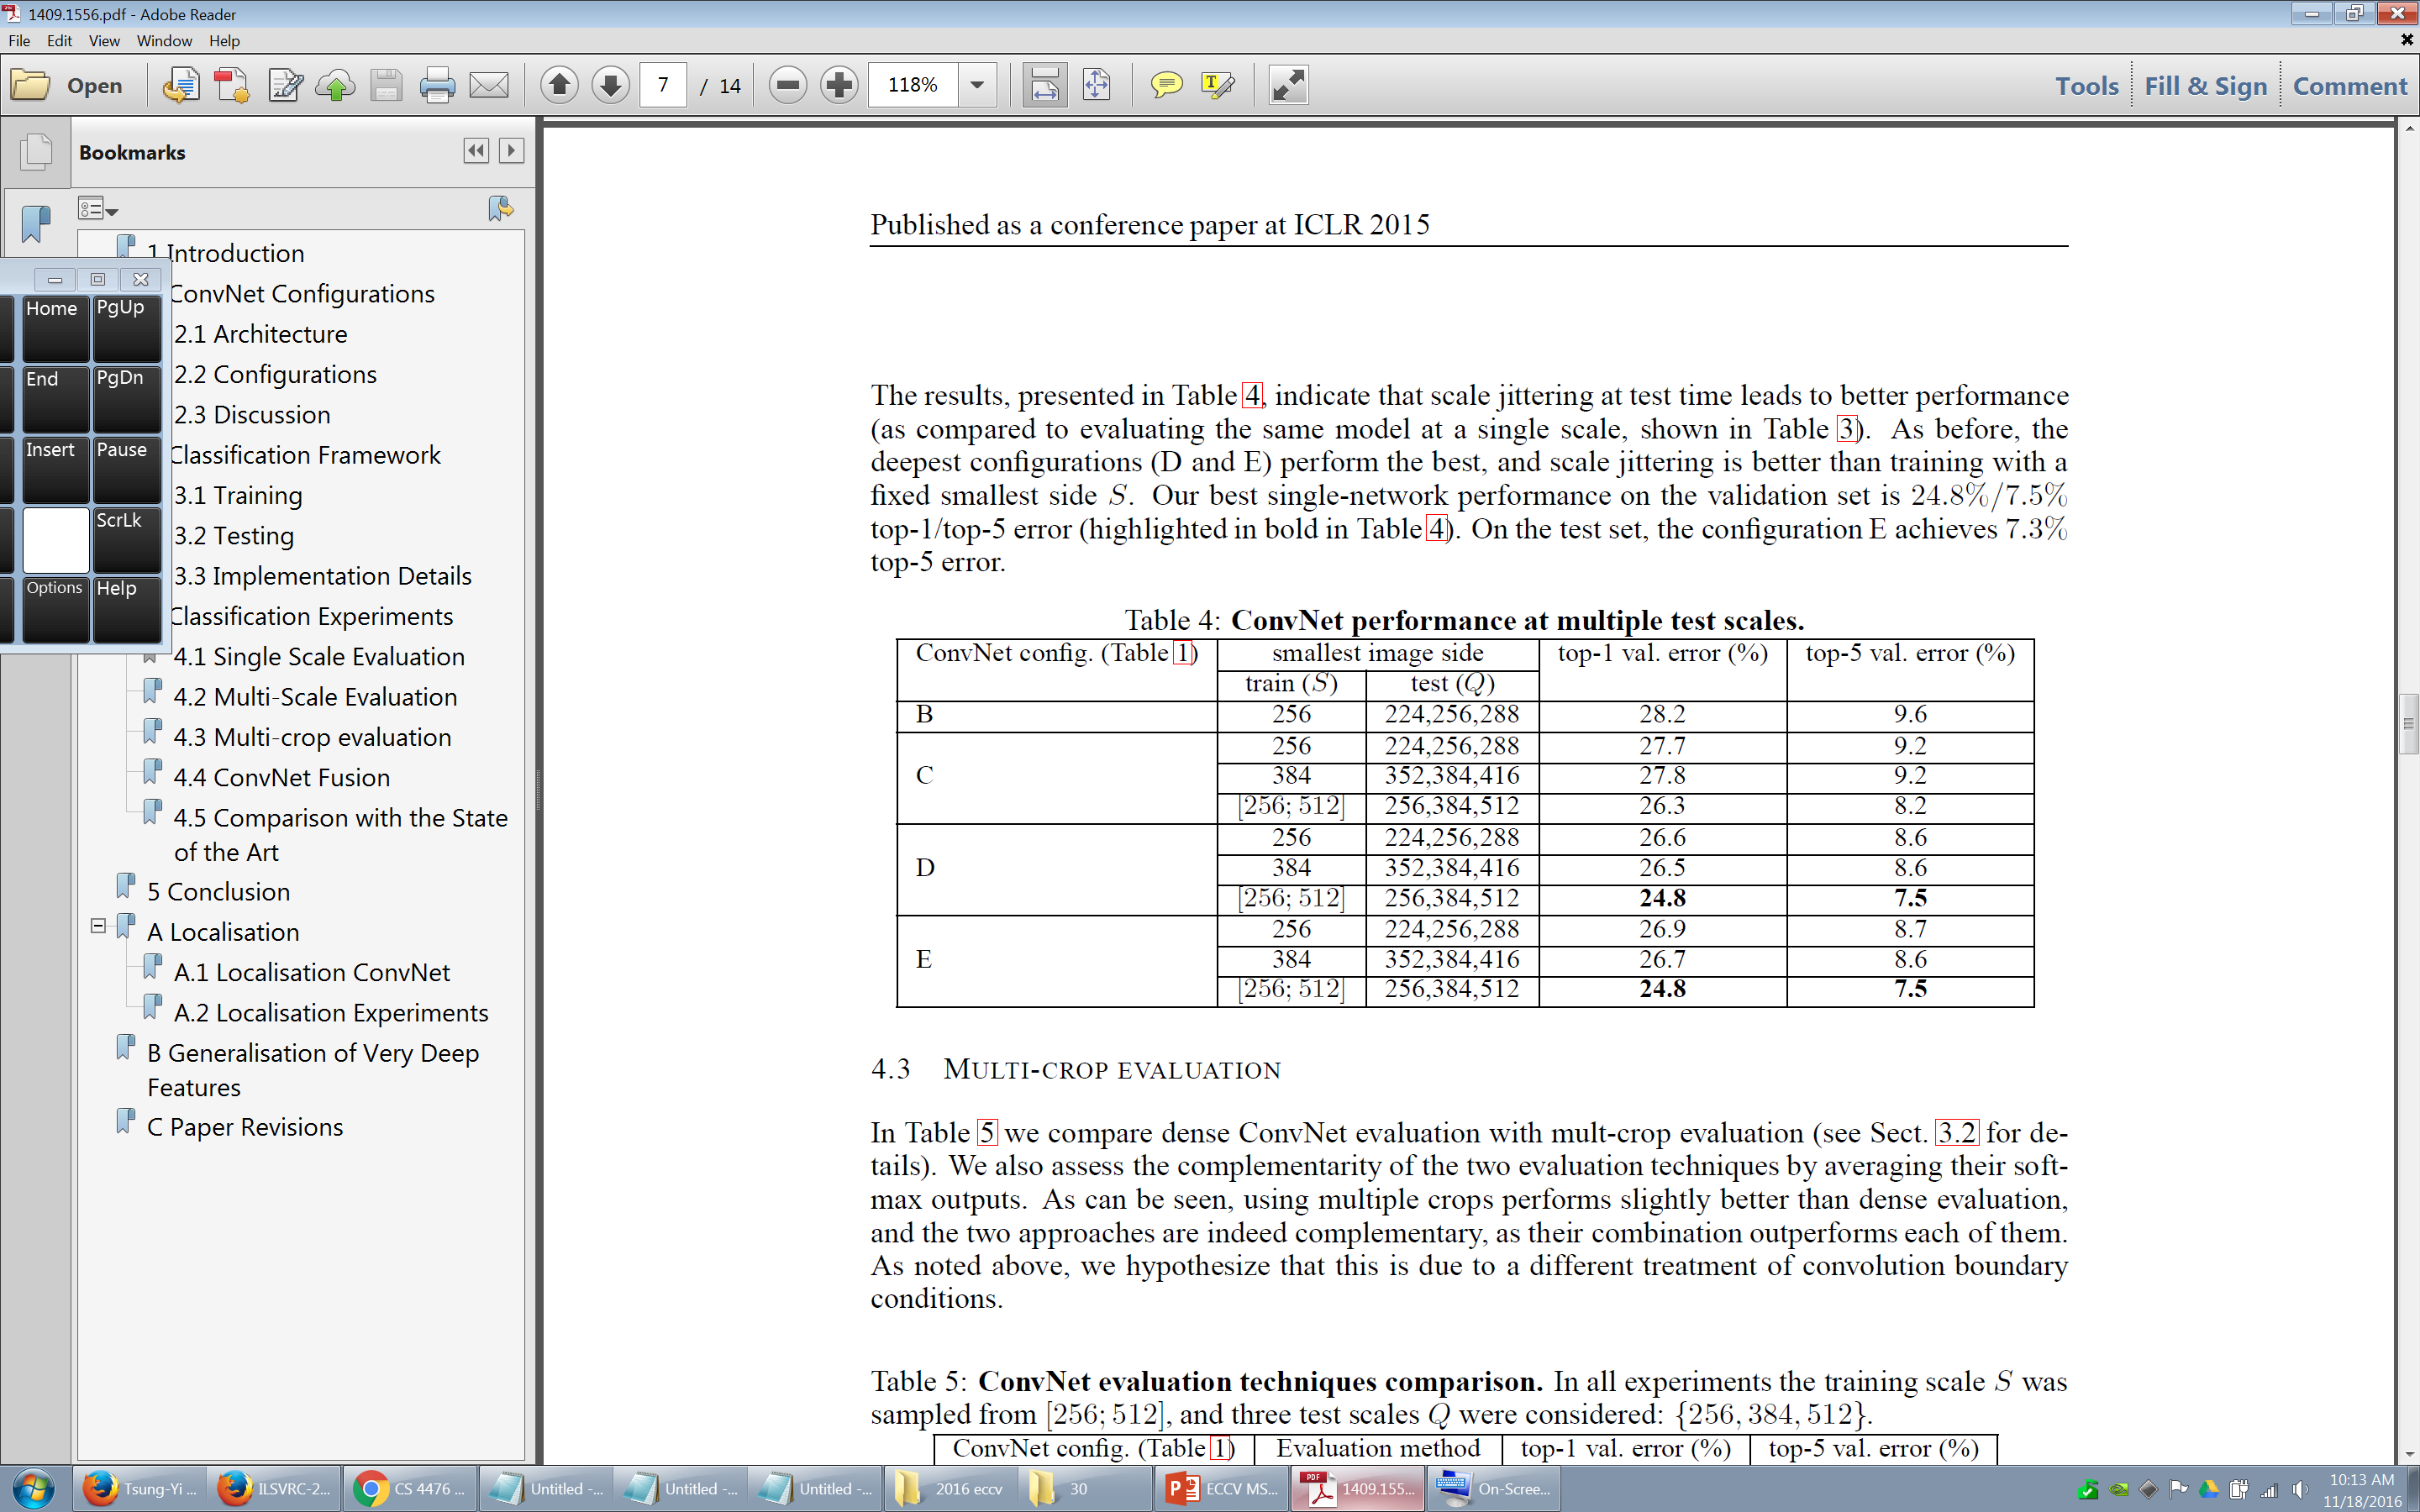 1409.1556.pdf - Adobe Reader
File Edit View Window Help
Open 7 / 14 118% Tools Fill & Sign Comment
Bookmarks
1 Introduction
ConvNet Configurations
2.1 Architecture
2.2 Configurations
2.3 Discussion
Classification Framework
3.1 Training
3.2 Testing
3.3 Implementation Details
Classification Experiments
4.1 Single Scale Evaluation
4.2 Multi-Scale Evaluation
4.3 Multi-crop evaluation
4.4 ConvNet Fusion
4.5 Comparison with the State
of the Art
5 Conclusion
A Localisation
A.1 Localisation ConvNet
A.2 Localisation Experiments
B Generalisation of Very Deep
Features
C Paper Revisions
Home PgUp
End PgDn
Insert Pause
ScrLk
Options Help
Published as a conference paper at ICLR 2015
The results, presented in Table 4, indicate that scale jittering at test time leads to better performance
(as compared to evaluating the same model at a single scale, shown in Table 3). As before, the
deepest configurations (D and E) perform the best, and scale jittering is better than training with a
fixed smallest side S. Our best single-network performance on the validation set is 24.8%/7.5%
top-1/top-5 error (highlighted in bold in Table 4). On the test set, the configuration E achieves 7.3%
top-5 error.
Table 4: ConvNet performance at multiple test scales.
ConvNet config. (Table 1) smallest image side top-1 val. error (%) top-5 val. error (%)
train (S) test (Q)
B 256 224,256,288 28.2 9.6
256 224,256,288 27.7 9.2
C 384 352,384,416 27.8 9.2
[256; 512] 256,384,512 26.3 8.2
256 224,256,288 26.6 8.6
D 384 352,384,416 26.5 8.6
[256; 512] 256,384,512 24.8 7.5
256 224,256,288 26.9 8.7
E 384 352,384,416 26.7 8.6
[256; 512] 256,384,512 24.8 7.5
4.3 MULTI-CROP EVALUATION
In Table 5 we compare dense ConvNet evaluation with mult-crop evaluation (see Sect. 3.2 for de-
tails). We also assess the complementarity of the two evaluation techniques by averaging their soft-
max outputs. As can be seen, using multiple crops performs slightly better than dense evaluation,
and the two approaches are indeed complementary, as their combination outperforms each of them.
As noted above, we hypothesize that this is due to a different treatment of convolution boundary
conditions.
Table 5: ConvNet evaluation techniques comparison. In all experiments the training scale S was
sampled from [256; 512], and three test scales Q were considered: {256, 384, 512}.
ConvNet config. (Table 1) Evaluation method top-1 val. error (%) top-5 val. error (%)
Tsung-Yi ... ILSVRC-2... CS 4476 ... Untitled -... Untitled -... Untitled -... 2016 eccv 30 ECCV MS... 1409.155... On-Scree... 10:13 AM
11/18/2016